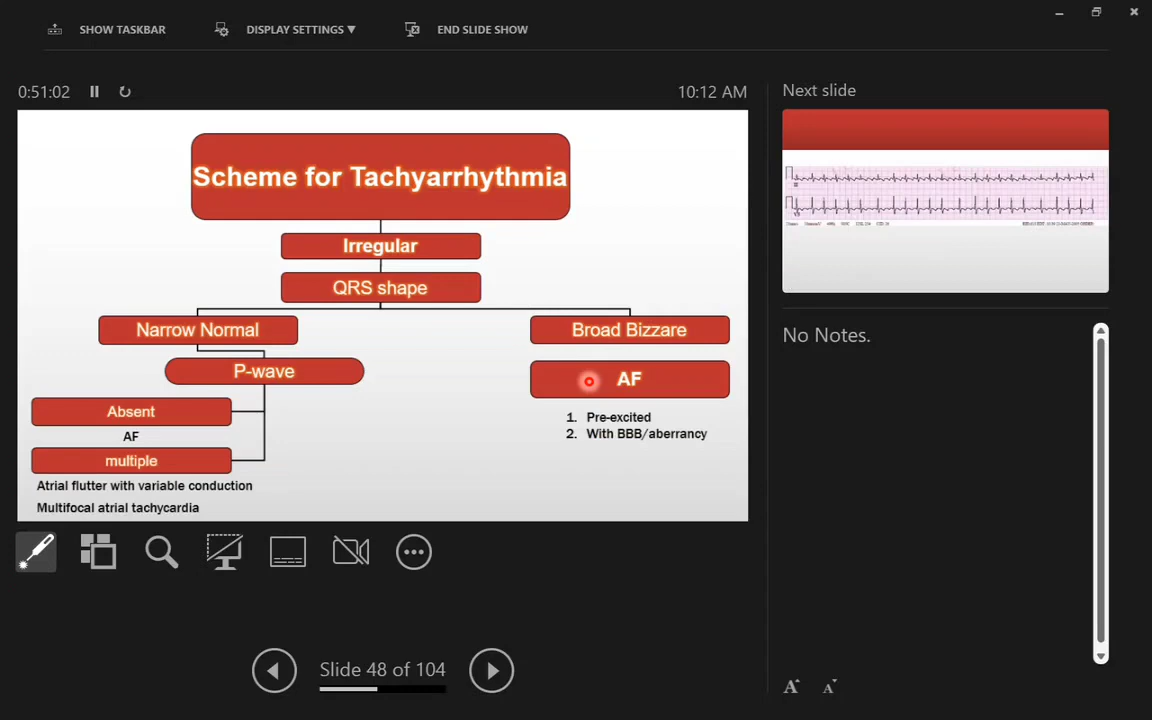 SHOW TASKBAR
DISPLAY SETTINGS ▼
END SLIDE SHOW
0:51:02
10:12 AM
Scheme for Tachyarrhythmia
Irregular
QRS shape
Narrow Normal
Broad Bizzare
P-wave
AF
Absent
1. Pre-excited
AF
2. With BBB/aberrancy
multiple
Atrial flutter with variable conduction
Multifocal atrial tachycardia
Slide 48 of 104
Next slide
No Notes.
A A